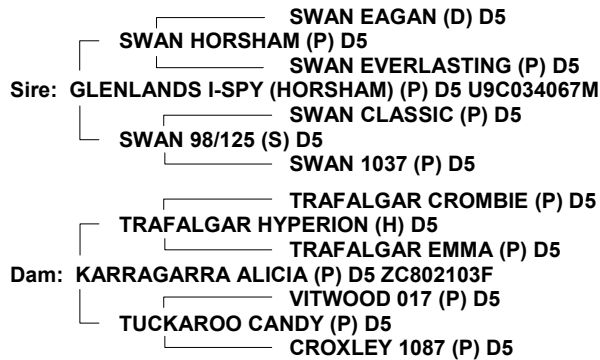 SWAN EAGAN (D) D5
SWAN HORSHAM (P) D5
SWAN EVERLASTING (P) D5
Sire: GLENLANDS I-SPY (HORSHAM) (P) D5 U9C034067M
SWAN CLASSIC (P) D5
SWAN 98/125 (S) D5
SWAN 1037 (P) D5
TRAFALGAR CROMBIE (P) D5
TRAFALGAR HYPERION (H) D5
TRAFALGAR EMMA (P) D5
Dam: KARRAGARRA ALICIA (P) D5 ZC802103F
VITWOOD 017 (P) D5
TUCKAROO CANDY (P) D5
CROXLEY 1087 (P) D5